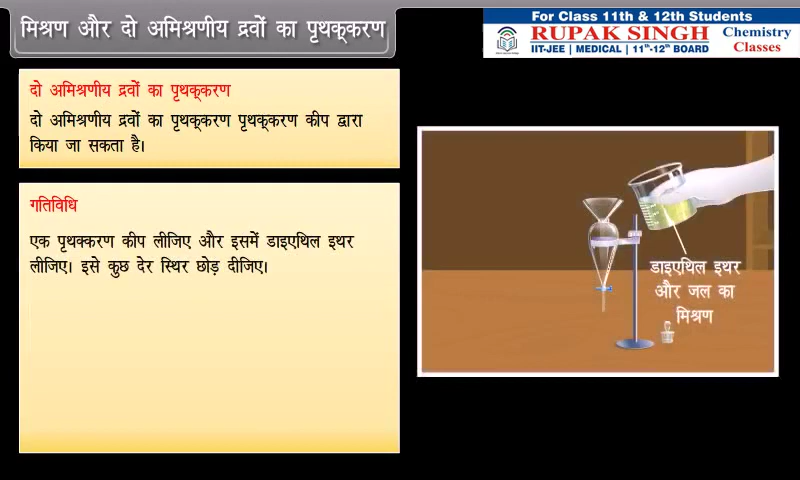 मिश्रण और दो अमिश्रणीय द्रवों का पृथक्‌करण
For Class 11th & 12th Students
RUPAK SINGH
IIT-JEE | MEDICAL | 11th-12th BOARD
Chemistry
Classes
दो अमिश्रणीय द्रवों का पृथक्‌करण
दो अमिश्रणीय द्रवों का पृथक्‌करण पृथक्‌करण कीप द्वारा
किया जा सकता है।
गतिविधि
एक पृथक्करण कीप लीजिए और इसमें डाइएथिल इथर
लीजिए। इसे कुछ देर स्थिर छोड़ दीजिए।
डाइएथिल इथर
और जल का
मिश्रण